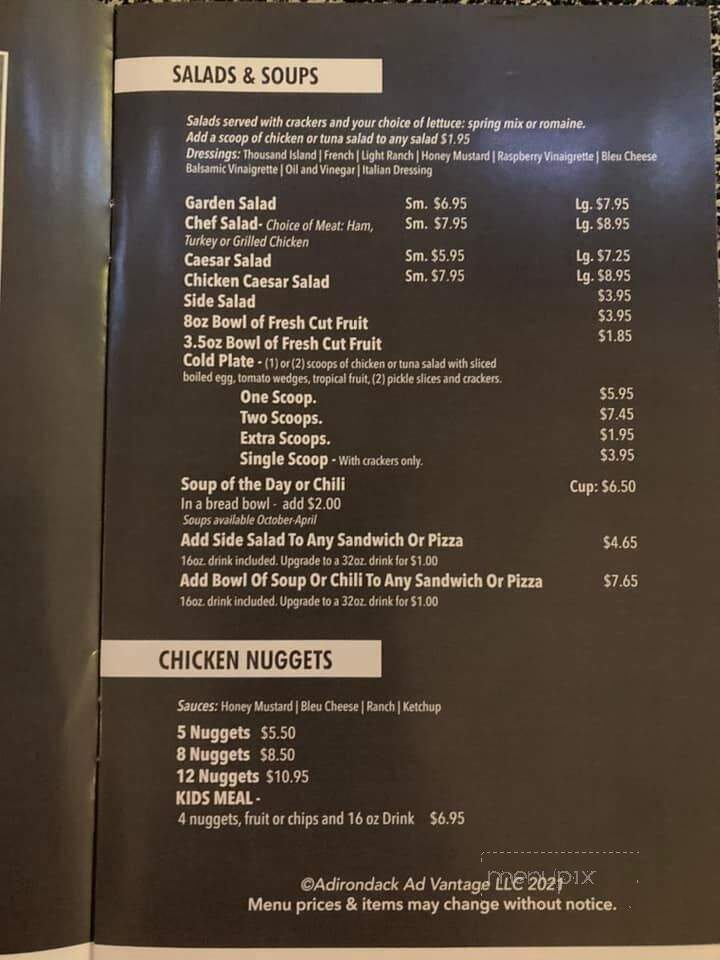 SALADS & SOUPS
Salads served with crackers and your choice of lettuce: spring mix or romaine.
Add a scoop of chicken or tuna salad to any salad $1.95
Dressings: Thousand Island | French | Light Ranch | Honey Mustard | Raspberry Vinaigrette | Bleu Cheese
Balsamic Vinaigrette | Oil and Vinegar | Italian Dressing
Garden Salad Sm. $6.95 Lg. $7.95
Chef Salad- Choice of Meat: Ham, Sm. $7.95 Lg. $8.95
Turkey or Grilled Chicken
Caesar Salad Sm. $5.95 Lg. $7.25
Chicken Caesar Salad Sm. $7.95 Lg. $8.95
Side Salad $3.95
8oz Bowl of Fresh Cut Fruit $3.95
3.5oz Bowl of Fresh Cut Fruit $1.85
Cold Plate - (1) or (2) scoops of chicken or tuna salad with sliced
boiled egg, tomato wedges, tropical fruit, (2) pickle slices and crackers.
One Scoop. $5.95
Two Scoops. $7.45
Extra Scoops. $1.95
Single Scoop - With crackers only. $3.95
Soup of the Day or Chili Cup: $6.50
In a bread bowl - add $2.00
Soups available October-April
Add Side Salad To Any Sandwich Or Pizza $4.65
16oz. drink included. Upgrade to a 32oz. drink for $1.00
Add Bowl Of Soup Or Chili To Any Sandwich Or Pizza $7.65
16oz. drink included. Upgrade to a 32oz. drink for $1.00
CHICKEN NUGGETS
Sauces: Honey Mustard | Bleu Cheese | Ranch | Ketchup
5 Nuggets $5.50
8 Nuggets $8.50
12 Nuggets $10.95
KIDS MEAL -
4 nuggets, fruit or chips and 16 oz Drink $6.95
menupix
©Adirondack Ad Vantage LLC 2021
Menu prices & items may change without notice.